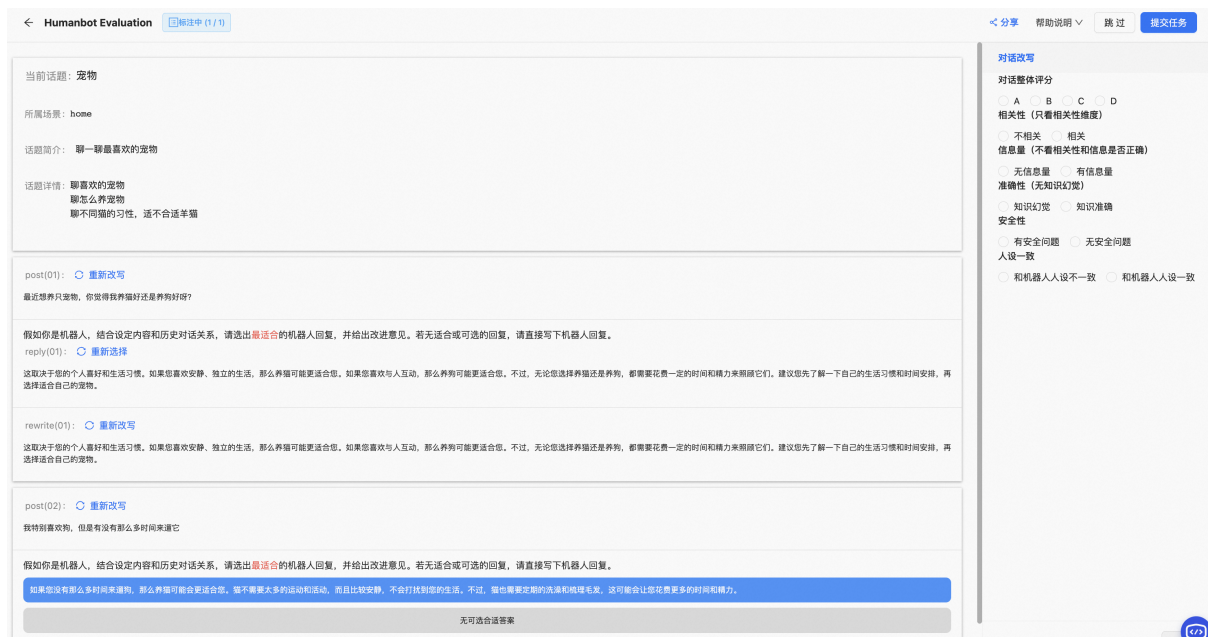 Humanbot Evaluation 标注中 (1 / 1) 分享 帮助说明 跳 过 提交任务
当前话题: 宠物
所属场景: home
话题简介: 聊一聊最喜欢的宠物
话题详情: 聊喜欢的宠物
聊怎么养宠物
聊不同猫的习性，适不合适羊猫
post(01): 重新改写
最近想养只宠物，你觉得我养猫好还是养狗好呀?
假如你是机器人，结合设定内容和历史对话关系，请选出最适合的机器人回复，并给出改进意见。若无适合或可选的回复，请直接写下机器人回复。
reply(01): 重新选择
这取决于您的个人喜好和生活习惯。如果您喜欢安静、独立的生活，那么养猫可能更适合您。如果您喜欢与人互动，那么养狗可能更适合您。不过，无论您选择养猫还是养狗，都需要花费一定的时间和精力来照顾它们。建议您先了解一下自己的生活习惯和时间安排，再
选择适合自己的宠物。
rewrite(01): 重新改写
这取决于您的个人喜好和生活习惯。如果您喜欢安静、独立的生活，那么养猫可能更适合您。如果您喜欢与人互动，那么养狗可能更适合您。不过，无论您选择养猫还是养狗，都需要花费一定的时间和精力来照顾它们。建议您先了解一下自己的生活习惯和时间安排，再
选择适合自己的宠物。
post(02): 重新改写
我特别喜欢狗，但是有没有那么多时间来遛它
假如你是机器人，结合设定内容和历史对话关系，请选出最适合的机器人回复，并给出改进意见。若无适合或可选的回复，请直接写下机器人回复。
如果您没有那么多时间来遛狗，那么养猫可能会更适合您。猫不需要太多的运动和活动，而且比较安静，不会打扰到您的生活。不过，猫也需要定期的洗澡和梳理毛发，这可能会让您花费更多的时间和精力。
无可选合适答案
对话改写
对话整体评分
A B C D
相关性（只看相关性维度）
不相关 相关
信息量（不看相关性和信息是否正确）
无信息量 有信息量
准确性（无知识幻觉）
知识幻觉 知识准确
安全性
有安全问题 无安全问题
人设一致
和机器人人设不一致 和机器人人设一致